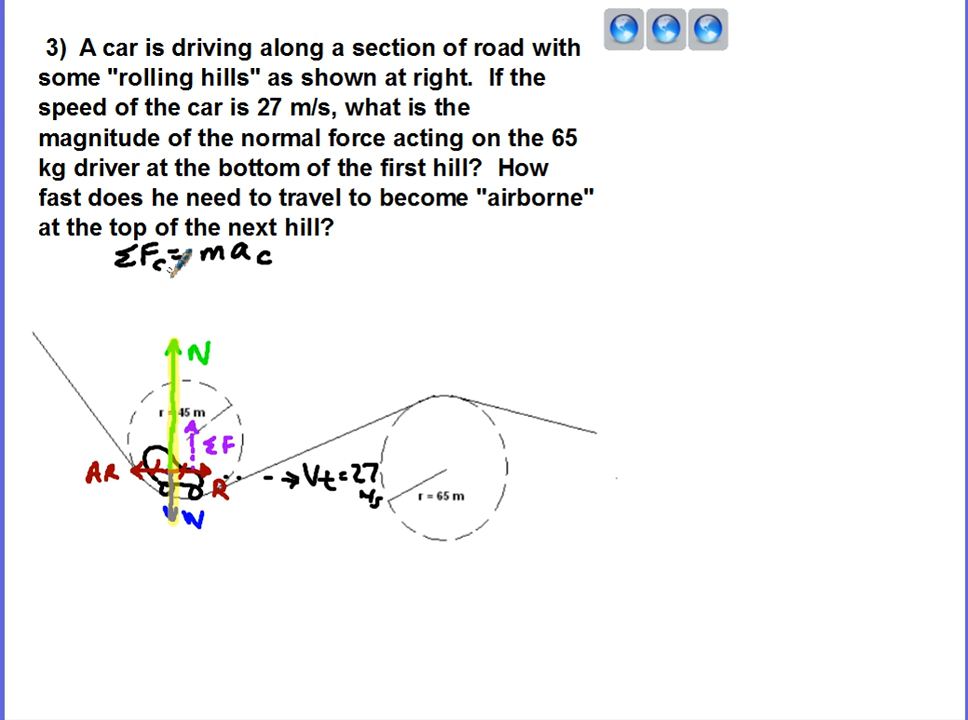 3) A car is driving along a section of road with
some "rolling hills" as shown at right. If the
speed of the car is 27 m/s, what is the
magnitude of the normal force acting on the 65
kg driver at the bottom of the first hill? How
fast does he need to travel to become "airborne"
at the top of the next hill?
ΣFc = mac
N
r = 45 m
ΣF
AR
R
Vt = 27
m/s
r = 65 m
W